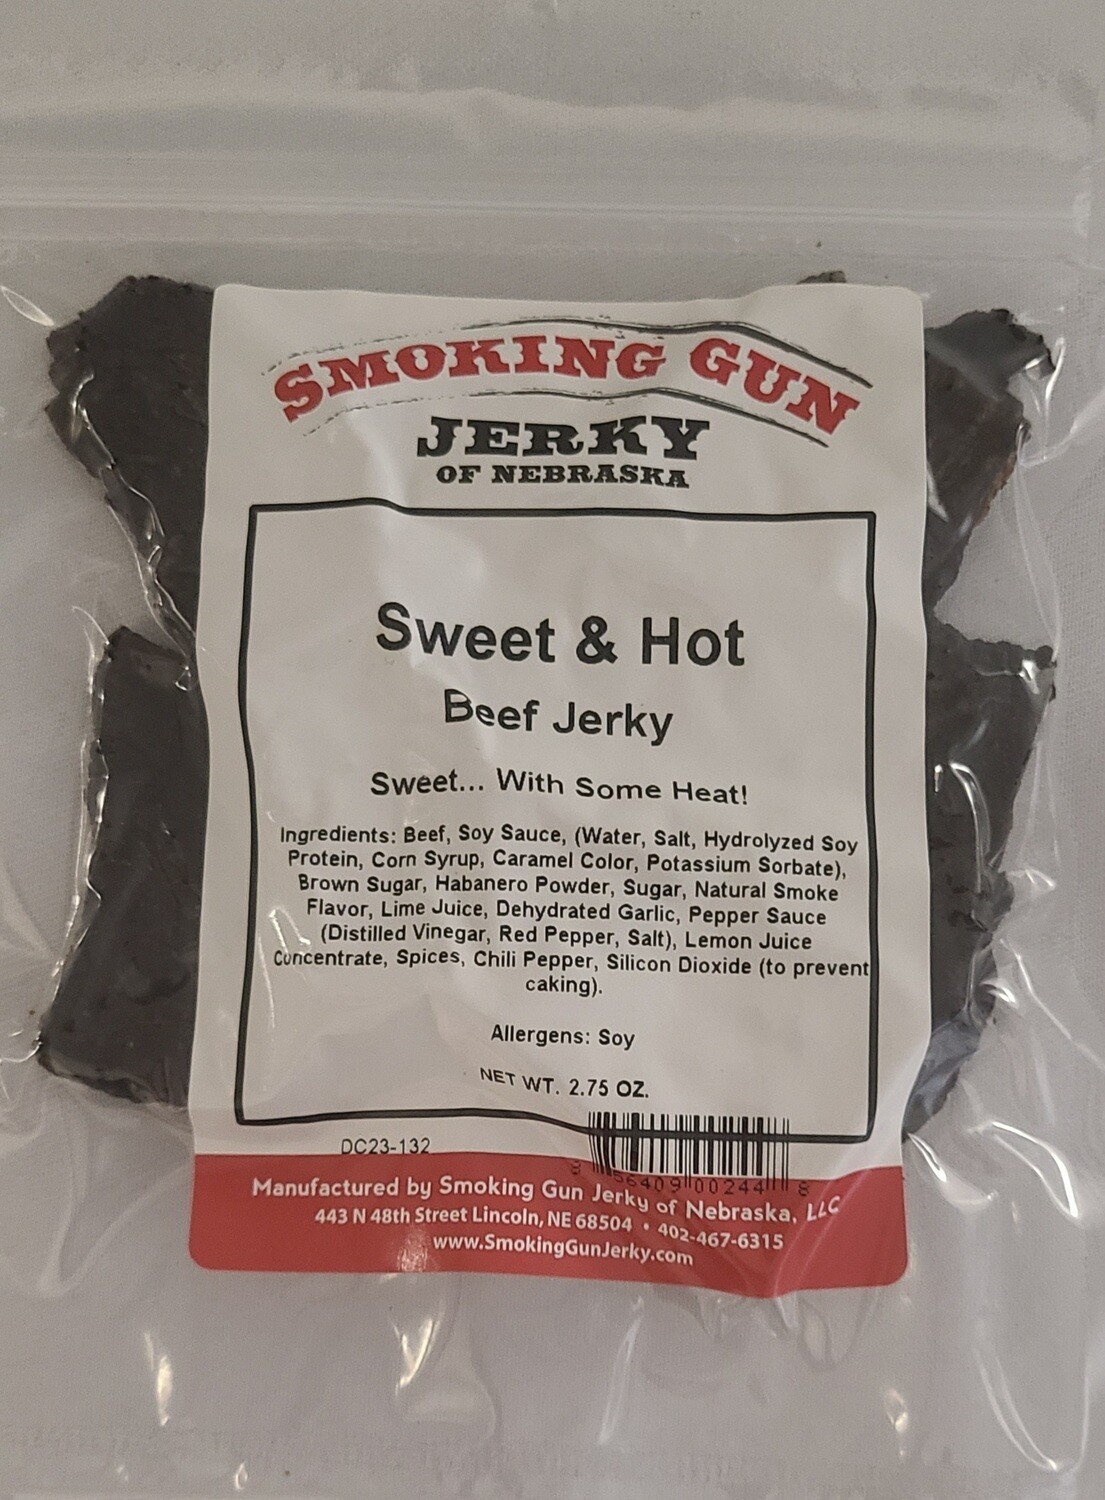 SMOKING GUN
JERKY
OF NEBRASKA
Sweet & Hot
Beef Jerky
Sweet... With Some Heat!
Ingredients: Beef, Soy Sauce, (Water, Salt, Hydrolyzed Soy
Protein, Corn Syrup, Caramel Color, Potassium Sorbate),
Brown Sugar, Habanero Powder, Sugar, Natural Smoke
Flavor, Lime Juice, Dehydrated Garlic, Pepper Sauce
(Distilled Vinegar, Red Pepper, Salt), Lemon Juice
Concentrate, Spices, Chili Pepper, Silicon Dioxide (to prevent
caking).
Allergens: Soy
NET WT. 2.75 OZ.
DC23-132
8 56409 00244 8
Manufactured by Smoking Gun Jerky of Nebraska, LLC
443 N 48th Street Lincoln, NE 68504 • 402-467-6315
www.SmokingGunJerky.com